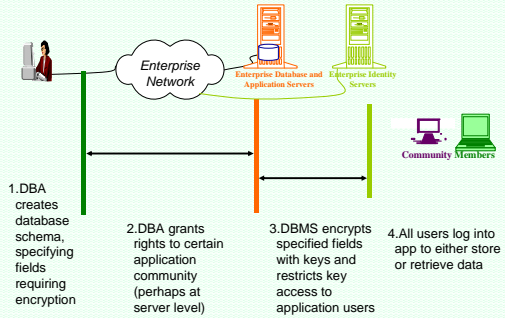 Enterprise
Network
Enterprise Database and
Application Servers
Enterprise Identity
Servers
Community Members
1.DBA
creates
database
schema,
specifying
fields
requiring
encryption
2.DBA grants
rights to certain
application
community
(perhaps at
server level)
3.DBMS encrypts
specified fields
with keys and
restricts key
access to
application users
4.All users log into
app to either store
or retrieve data